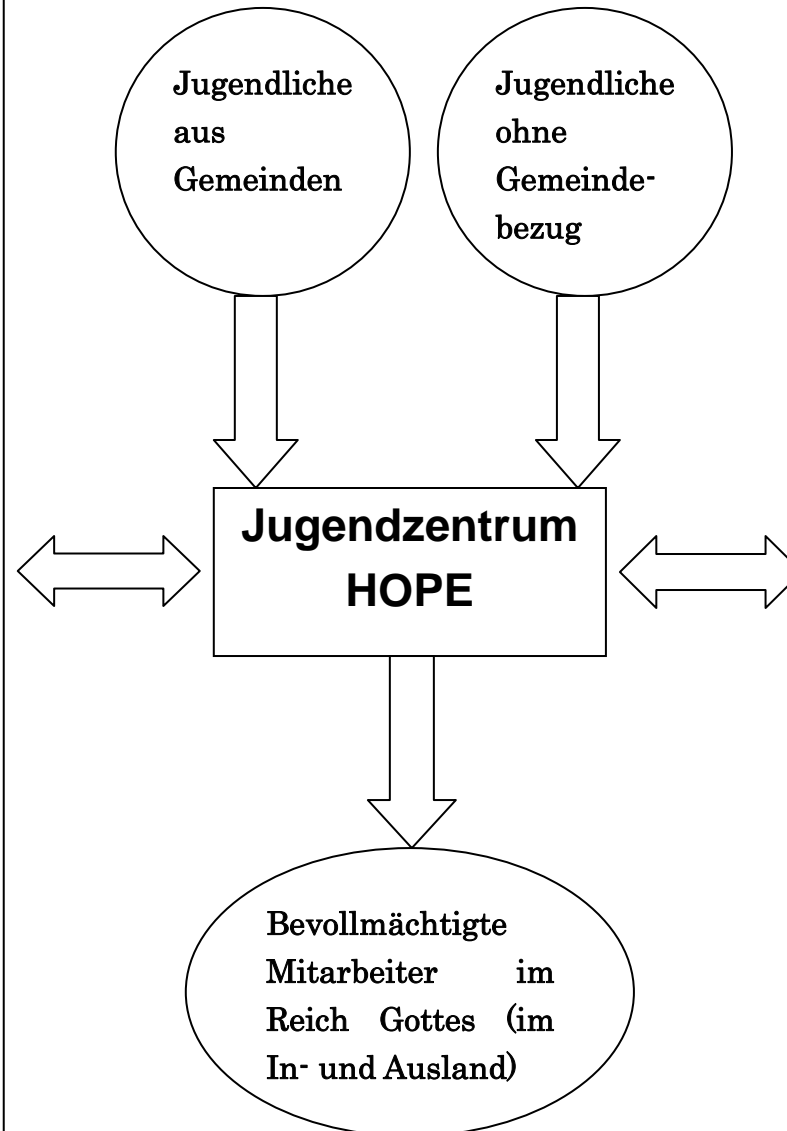 Jugendliche
aus
Gemeinden
Jugendliche
ohne
Gemeinde-
bezug
Jugendzentrum
HOPE
Bevollmächtigte
Mitarbeiter im
Reich Gottes (im
In- und Ausland)